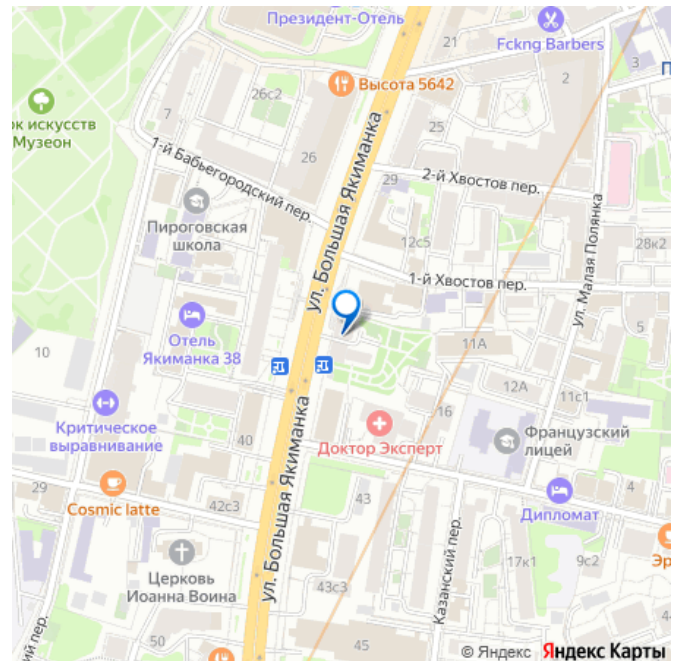 Президент-Отель
21
Fckng Barbers
26с2
Высота 5642
3
2
П
ок искусств
Музеон
7
25
26
1-й Бабьегородский пер.
2-й Хвостов пер.
29
Пироговская
школа
ул. Большая Якиманка
12с5
28к2
ул. Малая Полянка
1-й Хвостов пер.
5
Отель
Якиманка 38
10
11А
12А
11с1
Критическое
выравнивание
40
16
Доктор Эксперт
Французский
лицей
ул. Большая Якиманка
29
Cosmic latte
42с3
43
4
Дипломат
Казанский пер.
Эр
Церковь
Иоанна Воина
17к1
9с2
43с3
кий пер.
50
45
© Яндекс Яндекс Карты